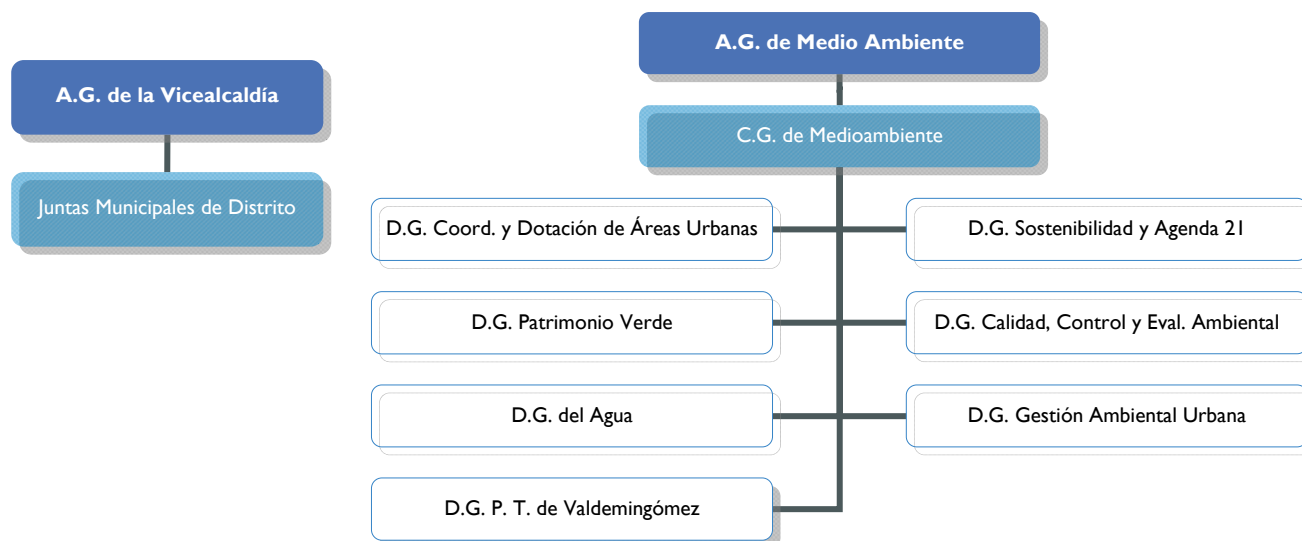 A.G. de la Vicealcaldía
Juntas Municipales de Distrito
A.G. de Medio Ambiente
C.G. de Medioambiente
D.G. Coord. y Dotación de Áreas Urbanas
D.G. Sostenibilidad y Agenda 21
D.G. Patrimonio Verde
D.G. Calidad, Control y Eval. Ambiental
D.G. del Agua
D.G. Gestión Ambiental Urbana
D.G. P. T. de Valdemingómez